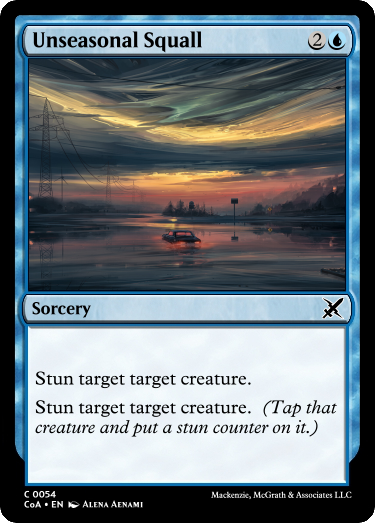 Unseasonal Squall 2
Sorcery
Stun target target creature.
Stun target target creature. (Tap that
creature and put a stun counter on it.)
C 0054
CoA • EN Alena Aenami
Mackenzie, McGrath & Associates LLC